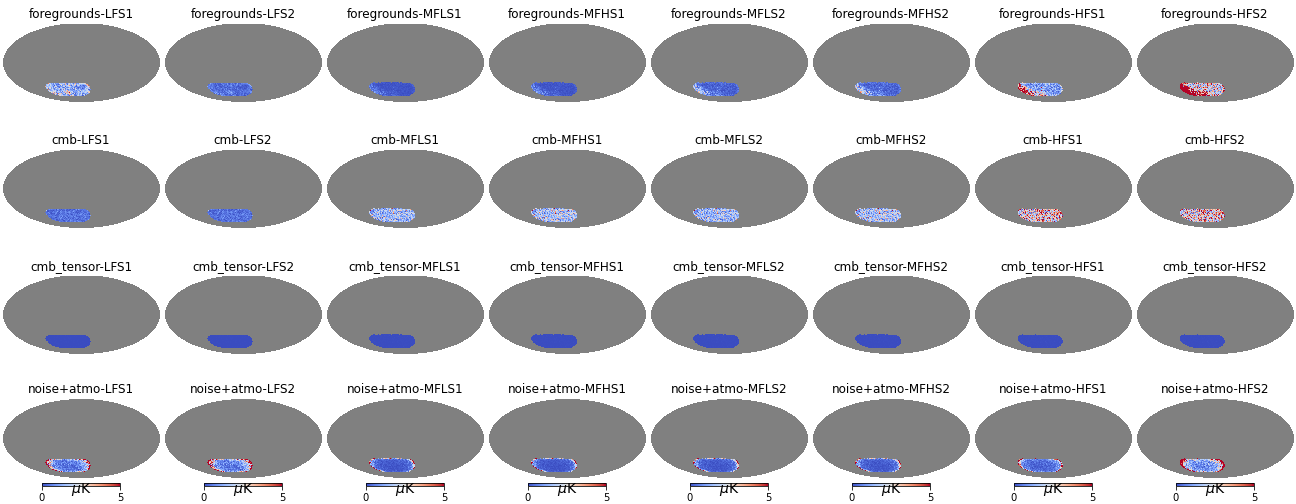 foregrounds-LFS1 foregrounds-LFS2 foregrounds-MFLS1 foregrounds-MFHS1 foregrounds-MFLS2 foregrounds-MFHS2 foregrounds-HFS1 foregrounds-HFS2
cmb-LFS1 cmb-LFS2 cmb-MFLS1 cmb-MFHS1 cmb-MFLS2 cmb-MFHS2 cmb-HFS1 cmb-HFS2
cmb_tensor-LFS1 cmb_tensor-LFS2 cmb_tensor-MFLS1 cmb_tensor-MFHS1 cmb_tensor-MFLS2 cmb_tensor-MFHS2 cmb_tensor-HFS1 cmb_tensor-HFS2
noise+atmo-LFS1 noise+atmo-LFS2 noise+atmo-MFLS1 noise+atmo-MFHS1 noise+atmo-MFLS2 noise+atmo-MFHS2 noise+atmo-HFS1 noise+atmo-HFS2
0 μK 5 0 μK 5 0 μK 5 0 μK 5 0 μK 5 0 μK 5 0 μK 5 0 μK 5